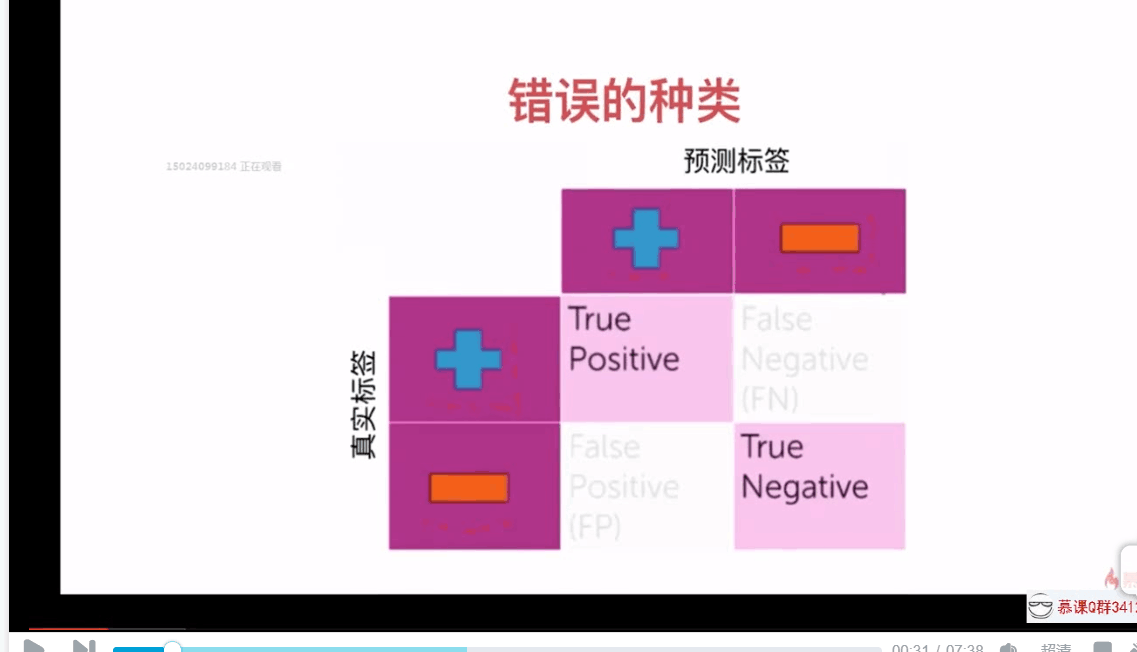 错误的种类
预测标签
15024099184 正在观看
True
Positive
False
Negative
(FN)
真实标签
False
Positive
(FP)
True
Negative
慕课Q群3412
00:31 / 07:38
超清